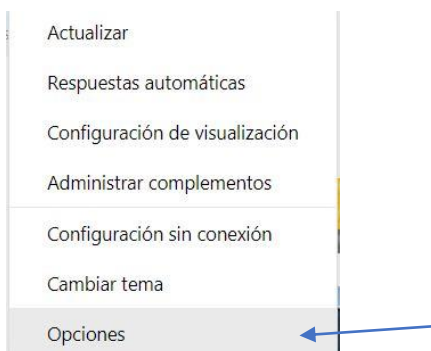 Actualizar
Respuestas automáticas
Configuración de visualización
Administrar complementos
Configuración sin conexión
Cambiar tema
Opciones